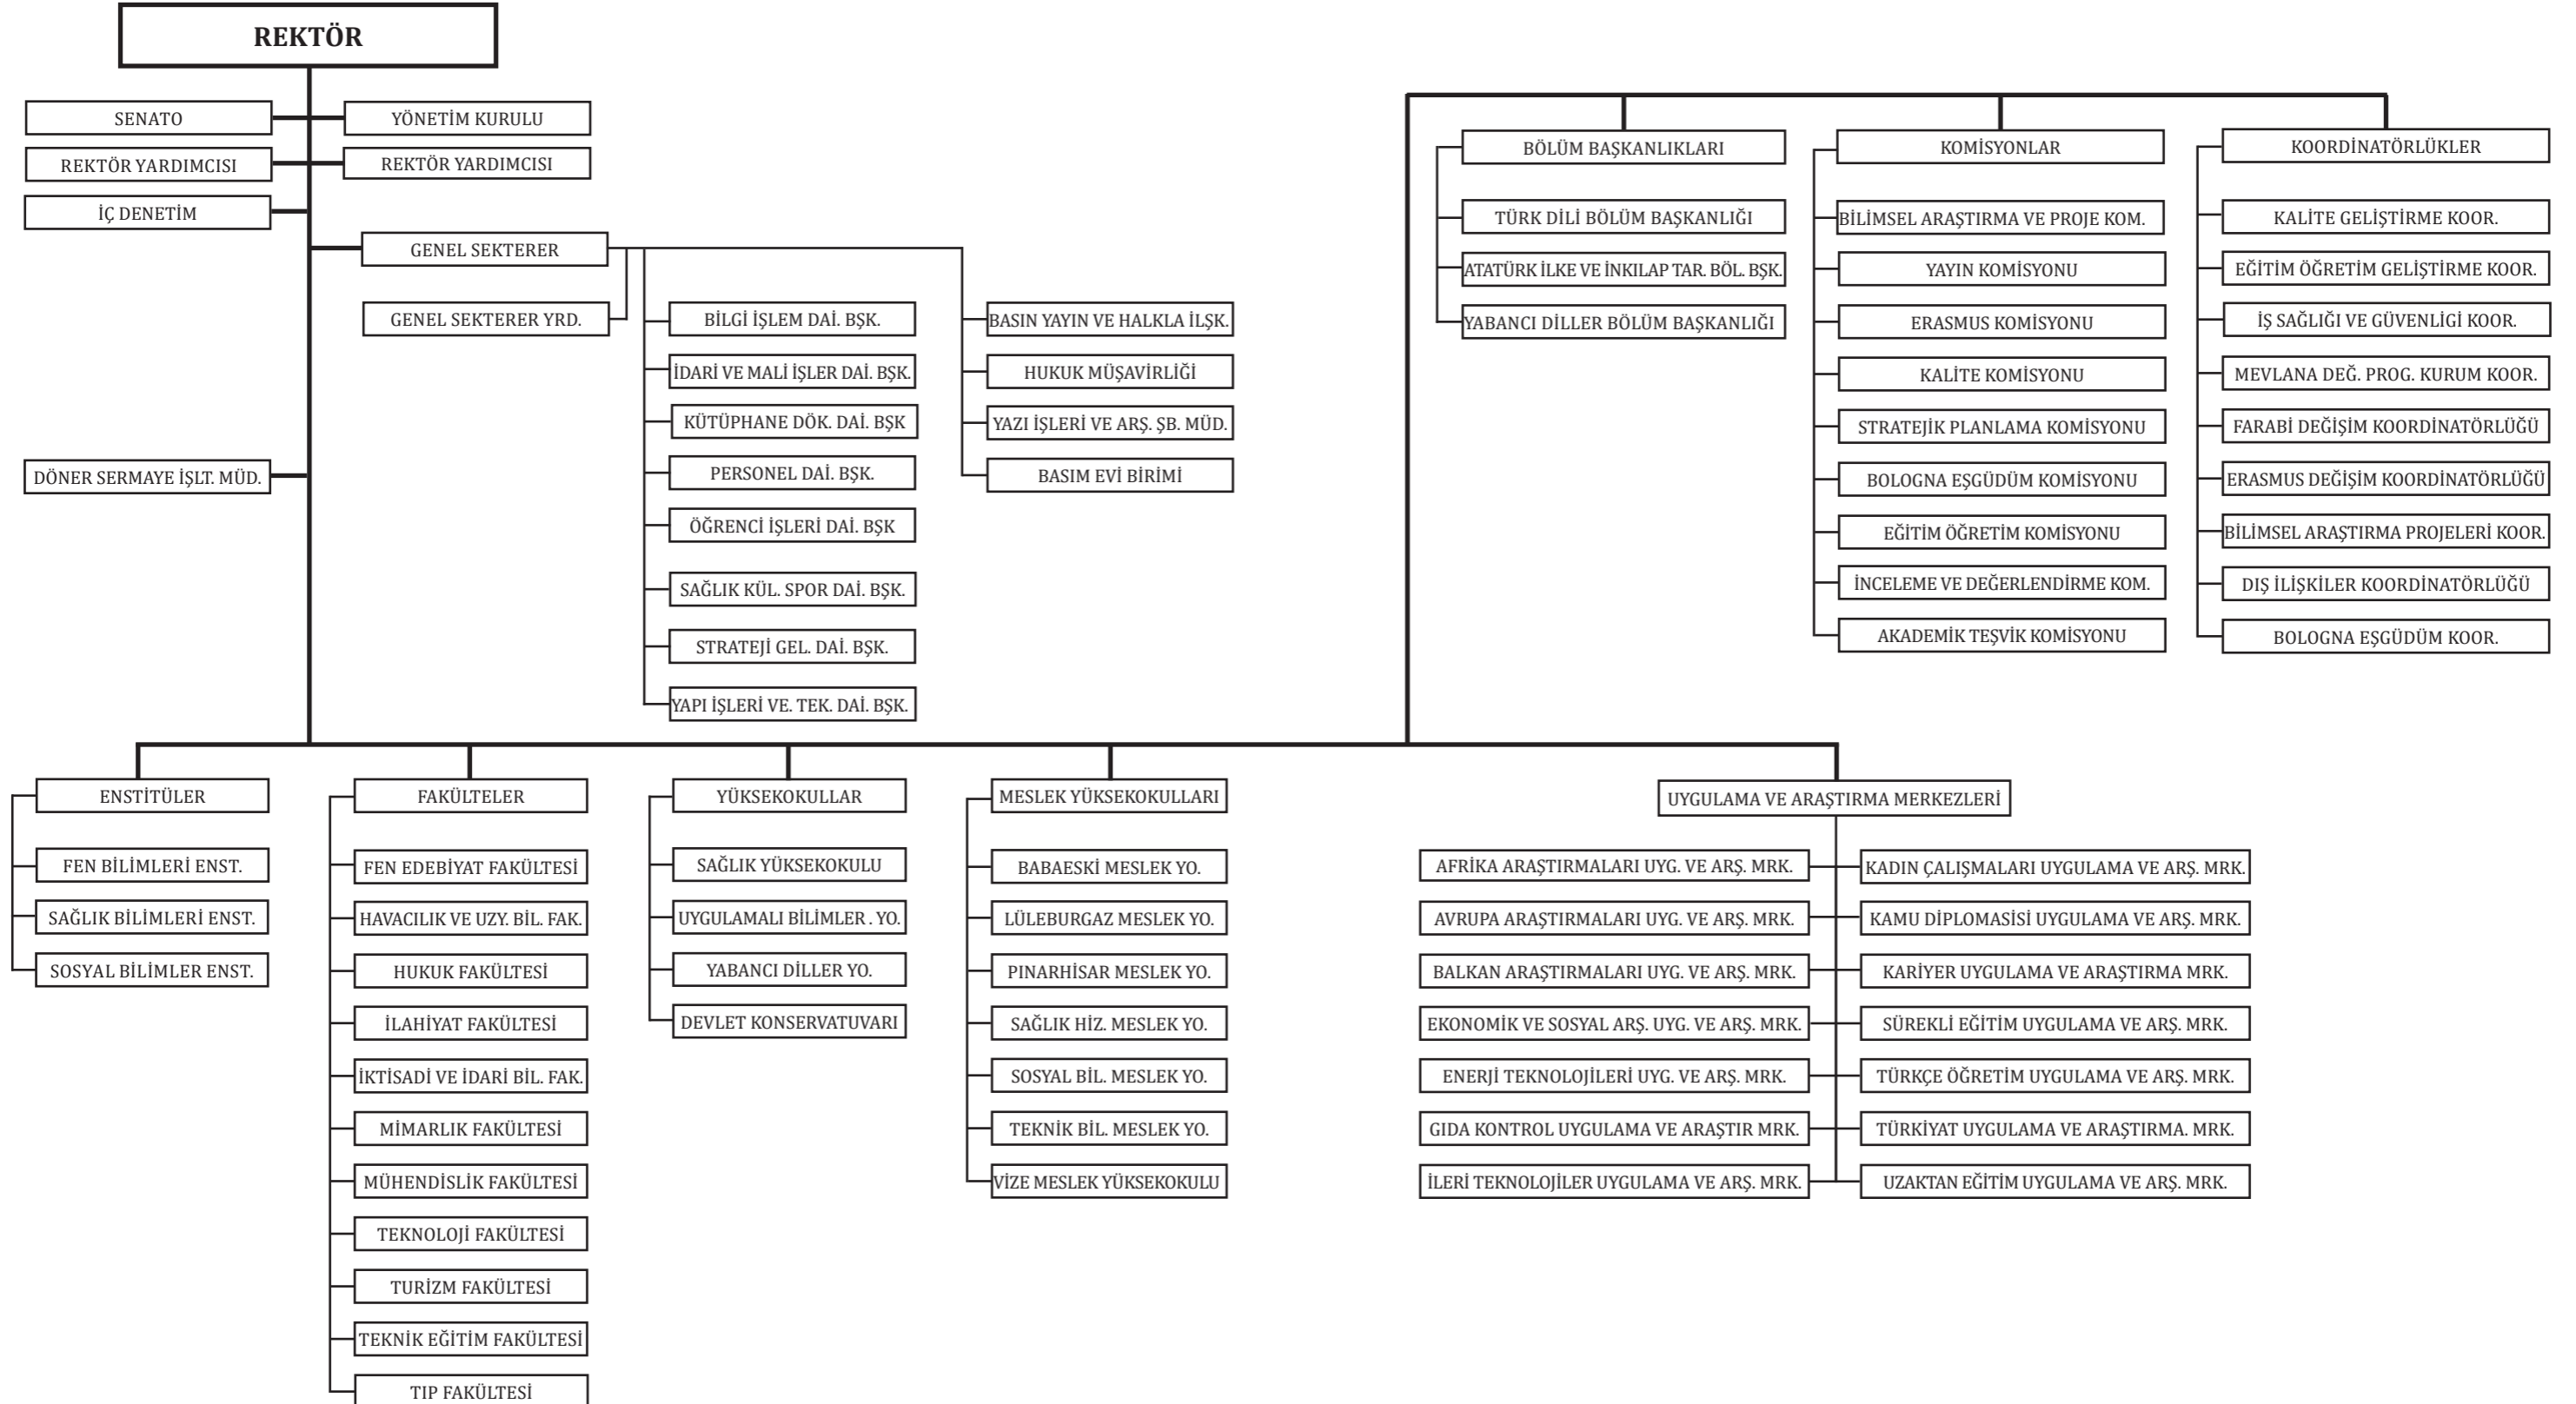 REKTÖR
SENATO
YÖNETİM KURULU
REKTÖR YARDIMCISI
REKTÖR YARDIMCISI
İÇ DENETİM
GENEL SEKTERER
GENEL SEKTERER YRD.
DÖNER SERMAYE İŞLT. MÜD.
BİLGİ İŞLEM DAİ. BŞK.
İDARİ VE MALİ İŞLER DAİ. BŞK.
KÜTÜPHANE DÖK. DAİ. BŞK
PERSONEL DAİ. BŞK.
ÖĞRENCİ İŞLERİ DAİ. BŞK
SAĞLIK KÜL. SPOR DAİ. BŞK.
STRATEJİ GEL. DAİ. BŞK.
YAPI İŞLERİ VE. TEK. DAİ. BŞK.
BASIN YAYIN VE HALKLA İLŞK.
HUKUK MÜŞAVİRLİĞİ
YAZI İŞLERİ VE ARŞ. ŞB. MÜD.
BASIM EVİ BİRİMİ
BÖLÜM BAŞKANLIKLARI
TÜRK DİLİ BÖLÜM BAŞKANLIĞI
ATATÜRK İLKE VE İNKILAP TAR. BÖL. BŞK.
YABANCI DİLLER BÖLÜM BAŞKANLIĞI
KOMİSYONLAR
BİLİMSEL ARAŞTIRMA VE PROJE KOM.
YAYIN KOMİSYONU
ERASMUS KOMİSYONU
KALİTE KOMİSYONU
STRATEJİK PLANLAMA KOMİSYONU
BOLOGNA EŞGÜDÜM KOMİSYONU
EĞİTİM ÖĞRETİM KOMİSYONU
İNCELEME VE DEĞERLENDİRME KOM.
AKADEMİK TEŞVİK KOMİSYONU
KOORDİNATÖRLÜKLER
KALİTE GELİŞTİRME KOOR.
EĞİTİM ÖĞRETİM GELİŞTİRME KOOR.
İŞ SAĞLIĞI VE GÜVENLİGİ KOOR.
MEVLANA DEĞ. PROG. KURUM KOOR.
FARABİ DEĞİŞİM KOORDİNATÖRLÜĞÜ
ERASMUS DEĞİŞİM KOORDİNATÖRLÜĞÜ
BİLİMSEL ARAŞTIRMA PROJELERİ KOOR.
DIŞ İLİŞKİLER KOORDİNATÖRLÜĞÜ
BOLOGNA EŞGÜDÜM KOOR.
ENSTİTÜLER
FEN BİLİMLERİ ENST.
SAĞLIK BİLİMLERİ ENST.
SOSYAL BİLİMLER ENST.
FAKÜLTELER
FEN EDEBİYAT FAKÜLTESİ
HAVACILIK VE UZY. BİL. FAK.
HUKUK FAKÜLTESİ
İLAHİYAT FAKÜLTESİ
İKTİSADİ VE İDARİ BİL. FAK.
MİMARLIK FAKÜLTESİ
MÜHENDİSLİK FAKÜLTESİ
TEKNOLOJİ FAKÜLTESİ
TURİZM FAKÜLTESİ
TEKNİK EĞİTİM FAKÜLTESİ
TIP FAKÜLTESİ
YÜKSEKOKULLAR
SAĞLIK YÜKSEKOKULU
UYGULAMALI BİLİMLER . YO.
YABANCI DİLLER YO.
DEVLET KONSERVATUVARI
MESLEK YÜKSEKOKULLARI
BABAESKİ MESLEK YO.
LÜLEBURGAZ MESLEK YO.
PINARHİSAR MESLEK YO.
SAĞLIK HİZ. MESLEK YO.
SOSYAL BİL. MESLEK YO.
TEKNİK BİL. MESLEK YO.
VİZE MESLEK YÜKSEKOKULU
UYGULAMA VE ARAŞTIRMA MERKEZLERİ
AFRİKA ARAŞTIRMALARI UYG. VE ARŞ. MRK.
AVRUPA ARAŞTIRMALARI UYG. VE ARŞ. MRK.
BALKAN ARAŞTIRMALARI UYG. VE ARŞ. MRK.
EKONOMİK VE SOSYAL ARŞ. UYG. VE ARŞ. MRK.
ENERJİ TEKNOLOJİLERİ UYG. VE ARŞ. MRK.
GIDA KONTROL UYGULAMA VE ARAŞTIR MRK.
İLERİ TEKNOLOJİLER UYGULAMA VE ARŞ. MRK.
KADIN ÇALIŞMALARI UYGULAMA VE ARŞ. MRK.
KAMU DİPLOMASİSİ UYGULAMA VE ARŞ. MRK.
KARİYER UYGULAMA VE ARAŞTIRMA MRK.
SÜREKLİ EĞİTİM UYGULAMA VE ARŞ. MRK.
TÜRKÇE ÖĞRETİM UYGULAMA VE ARŞ. MRK.
TÜRKİYAT UYGULAMA VE ARAŞTIRMA. MRK.
UZAKTAN EĞİTİM UYGULAMA VE ARŞ. MRK.